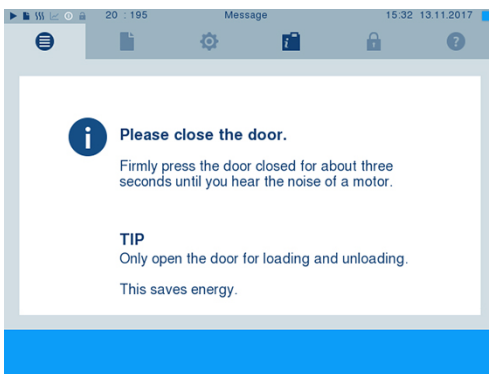 20 : 195 Message 15:32 13.11.2017
Please close the door.
Firmly press the door closed for about three
seconds until you hear the noise of a motor.
TIP
Only open the door for loading and unloading.
This saves energy.